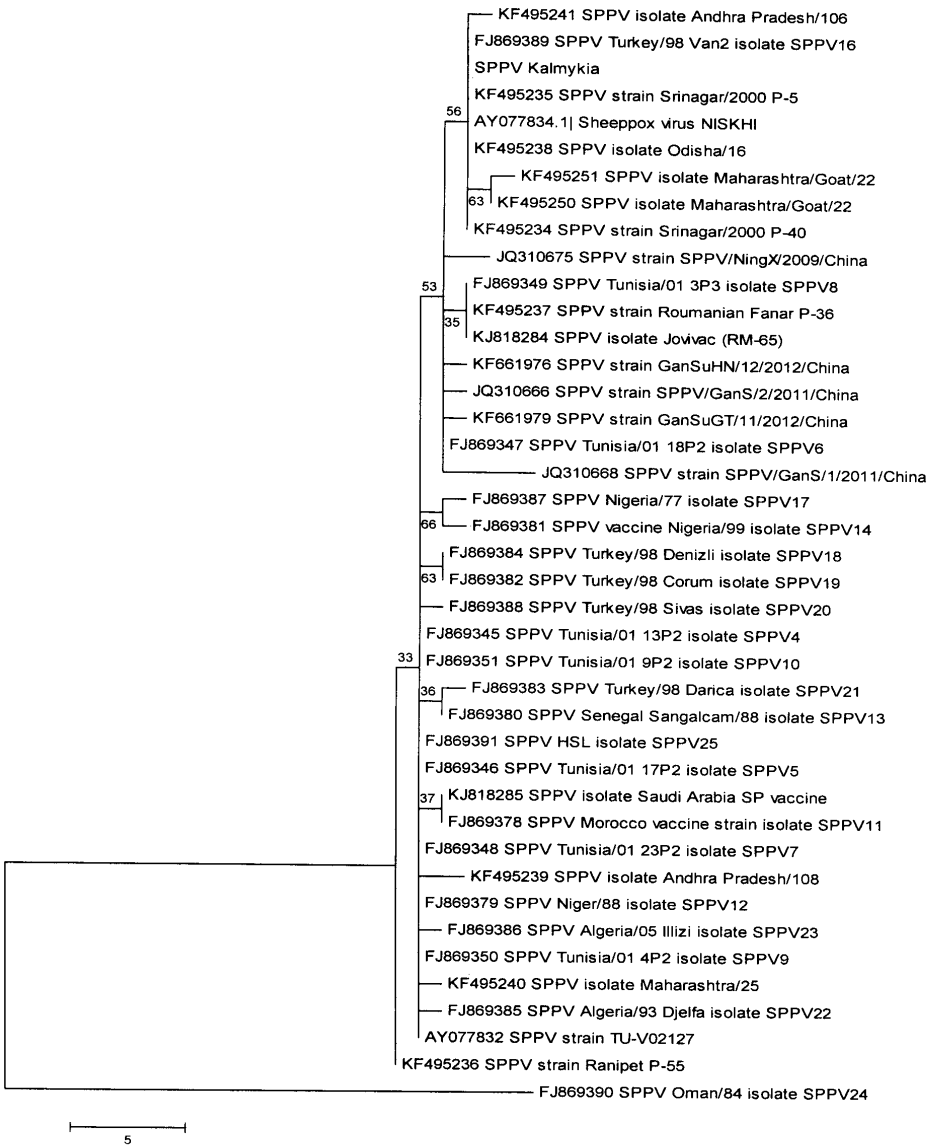 KF495241 SPPV isolate Andhra Pradesh/106
FJ869389 SPPV Turkey/98 Van2 isolate SPPV16
SPPV Kalmykia
KF495235 SPPV strain Srinagar/2000 P-5
56
AY077834.1| Sheeppox virus NISKHI
KF495238 SPPV isolate Odisha/16
KF495251 SPPV isolate Maharashtra/Goat/22
63
KF495250 SPPV isolate Maharashtra/Goat/22
KF495234 SPPV strain Srinagar/2000 P-40
JQ310675 SPPV strain SPPV/NingX/2009/China
53
FJ869349 SPPV Tunisia/01 3P3 isolate SPPV8
KF495237 SPPV strain Roumanian Fanar P-36
35
KJ818284 SPPV isolate Jovivac (RM-65)
KF661976 SPPV strain GanSuHN/12/2012/China
JQ310666 SPPV strain SPPV/GanS/2/2011/China
KF661979 SPPV strain GanSuGT/11/2012/China
FJ869347 SPPV Tunisia/01 18P2 isolate SPPV6
JQ310668 SPPV strain SPPV/GanS/1/2011/China
FJ869387 SPPV Nigeria/77 isolate SPPV17
66
FJ869381 SPPV vaccine Nigeria/99 isolate SPPV14
FJ869384 SPPV Turkey/98 Denizli isolate SPPV18
63
FJ869382 SPPV Turkey/98 Corum isolate SPPV19
FJ869388 SPPV Turkey/98 Sivas isolate SPPV20
FJ869345 SPPV Tunisia/01 13P2 isolate SPPV4
33
FJ869351 SPPV Tunisia/01 9P2 isolate SPPV10
36
FJ869383 SPPV Turkey/98 Darica isolate SPPV21
FJ869380 SPPV Senegal Sangalcam/88 isolate SPPV13
FJ869391 SPPV HSL isolate SPPV25
FJ869346 SPPV Tunisia/01 17P2 isolate SPPV5
37
KJ818285 SPPV isolate Saudi Arabia SP vaccine
FJ869378 SPPV Morocco vaccine strain isolate SPPV11
FJ869348 SPPV Tunisia/01 23P2 isolate SPPV7
KF495239 SPPV isolate Andhra Pradesh/108
FJ869379 SPPV Niger/88 isolate SPPV12
FJ869386 SPPV Algeria/05 Illizi isolate SPPV23
FJ869350 SPPV Tunisia/01 4P2 isolate SPPV9
KF495240 SPPV isolate Maharashtra/25
FJ869385 SPPV Algeria/93 Djelfa isolate SPPV22
AY077832 SPPV strain TU-V02127
KF495236 SPPV strain Ranipet P-55
FJ869390 SPPV Oman/84 isolate SPPV24
5